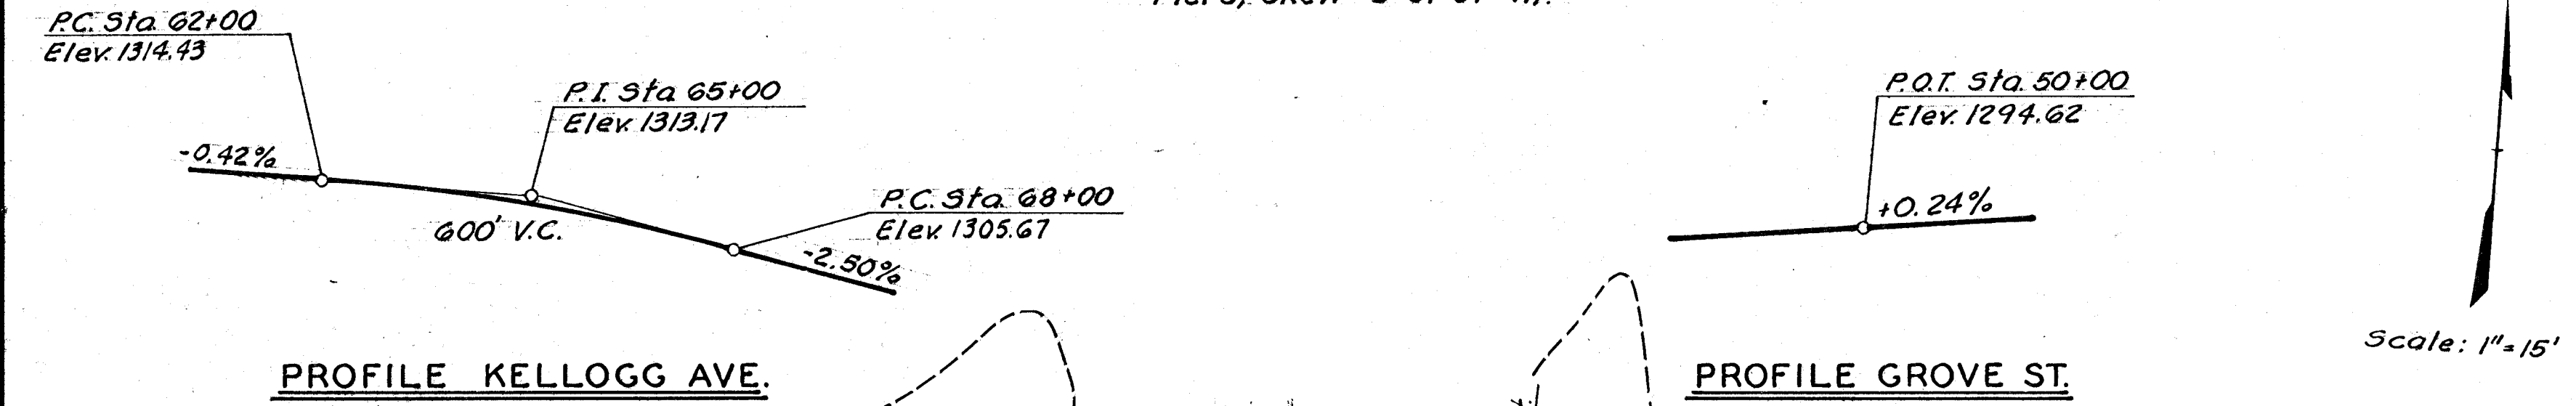 P.C. Sta. 62+00
Elev. 1314.43
P.I. Sta. 65+00
Elev. 1313.17
-0.42%
600' V.C.
P.C. Sta. 68+00
Elev. 1305.67
-2.50%
PROFILE KELLOGG AVE.
P.O.T. Sta. 50+00
Elev. 1294.62
+0.24%
PROFILE GROVE ST.
Scale: 1"=15'